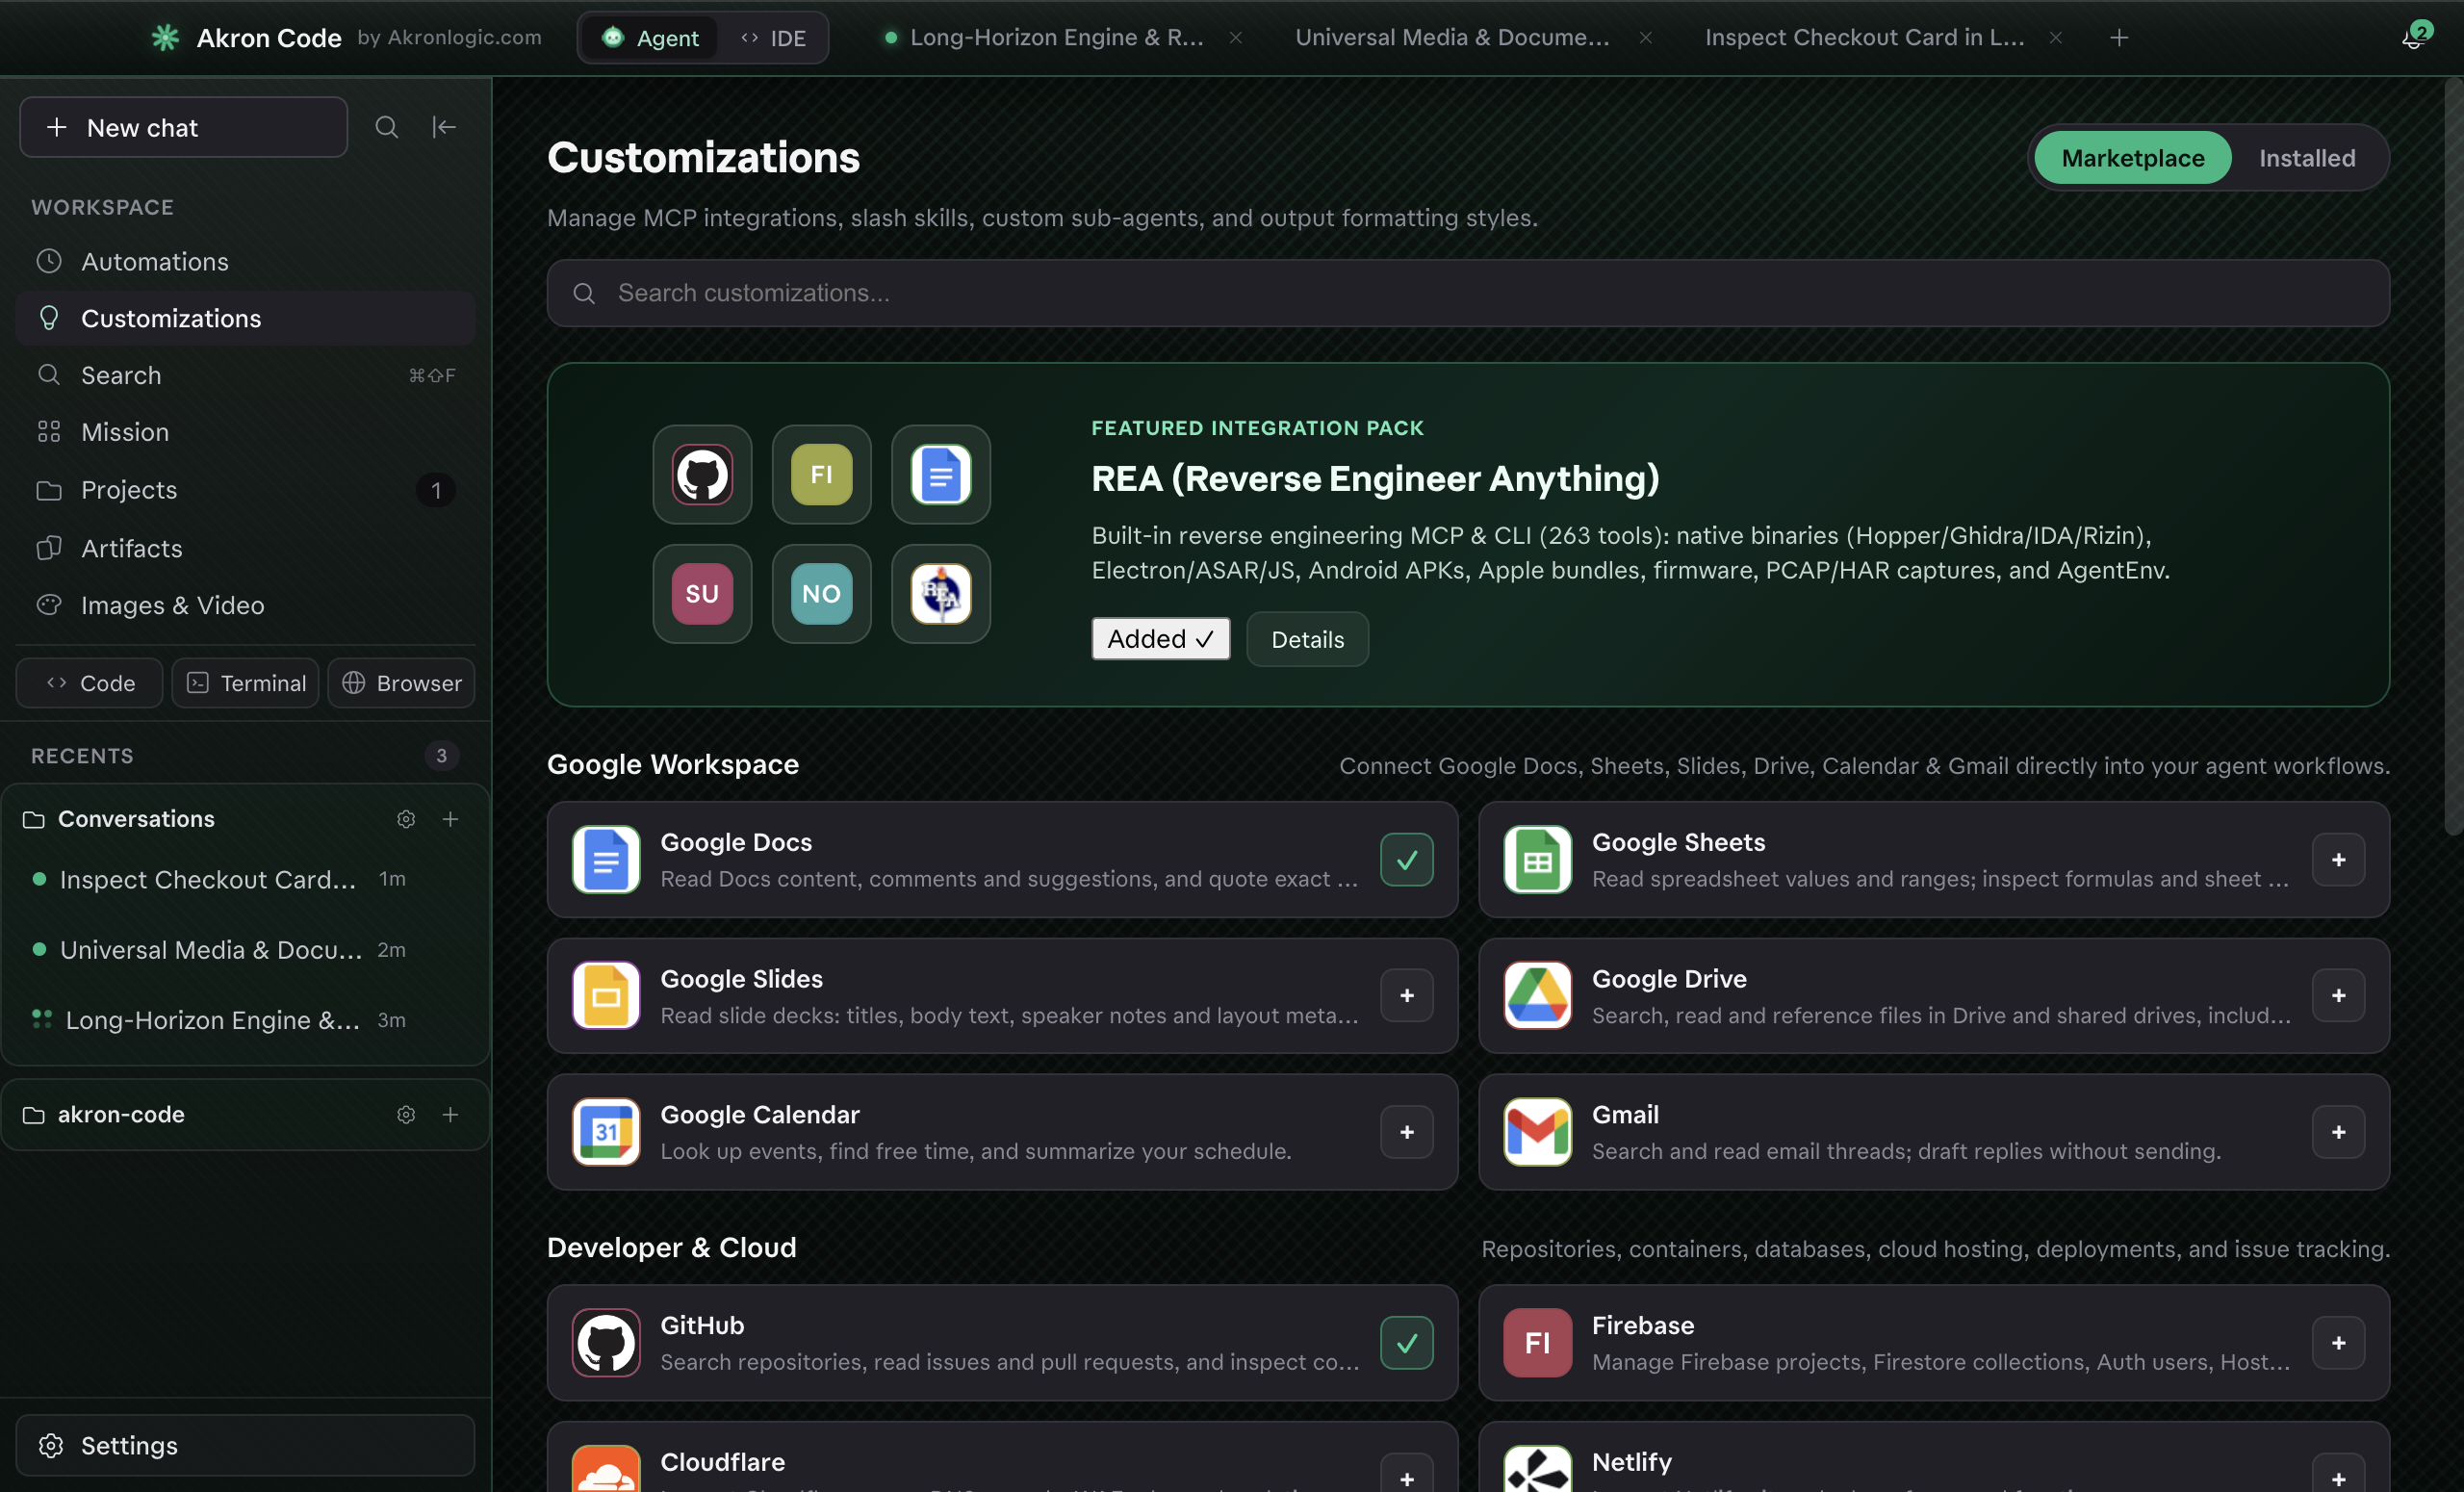 Akron Code by Akronlogic.com
Agent
IDE
Long-Horizon Engine & R...
Universal Media & Docume...
Inspect Checkout Card in L...
2
New chat
WORKSPACE
Automations
Customizations
Search ⌘⇧F
Mission
Projects 1
Artifacts
Images & Video
Code
Terminal
Browser
RECENTS 3
Conversations
Inspect Checkout Card... 1m
Universal Media & Docu... 2m
Long-Horizon Engine &... 3m
akron-code
Settings
Customizations
Marketplace
Installed
Manage MCP integrations, slash skills, custom sub-agents, and output formatting styles.
Search customizations...
FI
SU
NO
REA
FEATURED INTEGRATION PACK
REA (Reverse Engineer Anything)
Built-in reverse engineering MCP & CLI (263 tools): native binaries (Hopper/Ghidra/IDA/Rizin),
Electron/ASAR/JS, Android APKs, Apple bundles, firmware, PCAP/HAR captures, and AgentEnv.
Added ✓
Details
Google Workspace
Connect Google Docs, Sheets, Slides, Drive, Calendar & Gmail directly into your agent workflows.
Google Docs
Read Docs content, comments and suggestions, and quote exact ...
Google Sheets
Read spreadsheet values and ranges; inspect formulas and sheet ...
Google Slides
Read slide decks: titles, body text, speaker notes and layout meta...
Google Drive
Search, read and reference files in Drive and shared drives, includ...
31
Google Calendar
Look up events, find free time, and summarize your schedule.
Gmail
Search and read email threads; draft replies without sending.
Developer & Cloud
Repositories, containers, databases, cloud hosting, deployments, and issue tracking.
GitHub
Search repositories, read issues and pull requests, and inspect co...
FI
Firebase
Manage Firebase projects, Firestore collections, Auth users, Host...
Cloudflare
Netlify